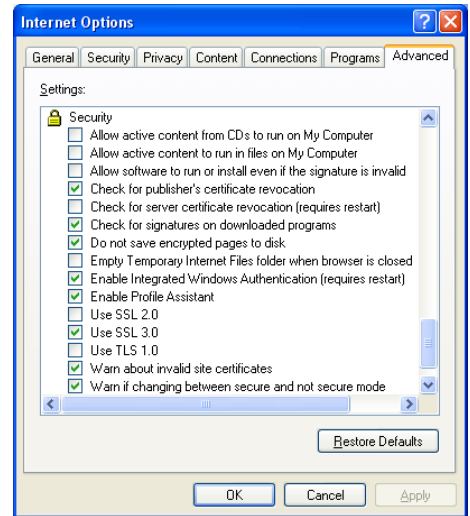 Internet Options
General Security Privacy Content Connections Programs Advanced
Settings:
Security
Allow active content from CDs to run on My Computer
Allow active content to run in files on My Computer
Allow software to run or install even if the signature is invalid
Check for publisher's certificate revocation
Check for server certificate revocation (requires restart)
Check for signatures on downloaded programs
Do not save encrypted pages to disk
Empty Temporary Internet Files folder when browser is closed
Enable Integrated Windows Authentication (requires restart)
Enable Profile Assistant
Use SSL 2.0
Use SSL 3.0
Use TLS 1.0
Warn about invalid site certificates
Warn if changing between secure and not secure mode
Restore Defaults
OK Cancel Apply